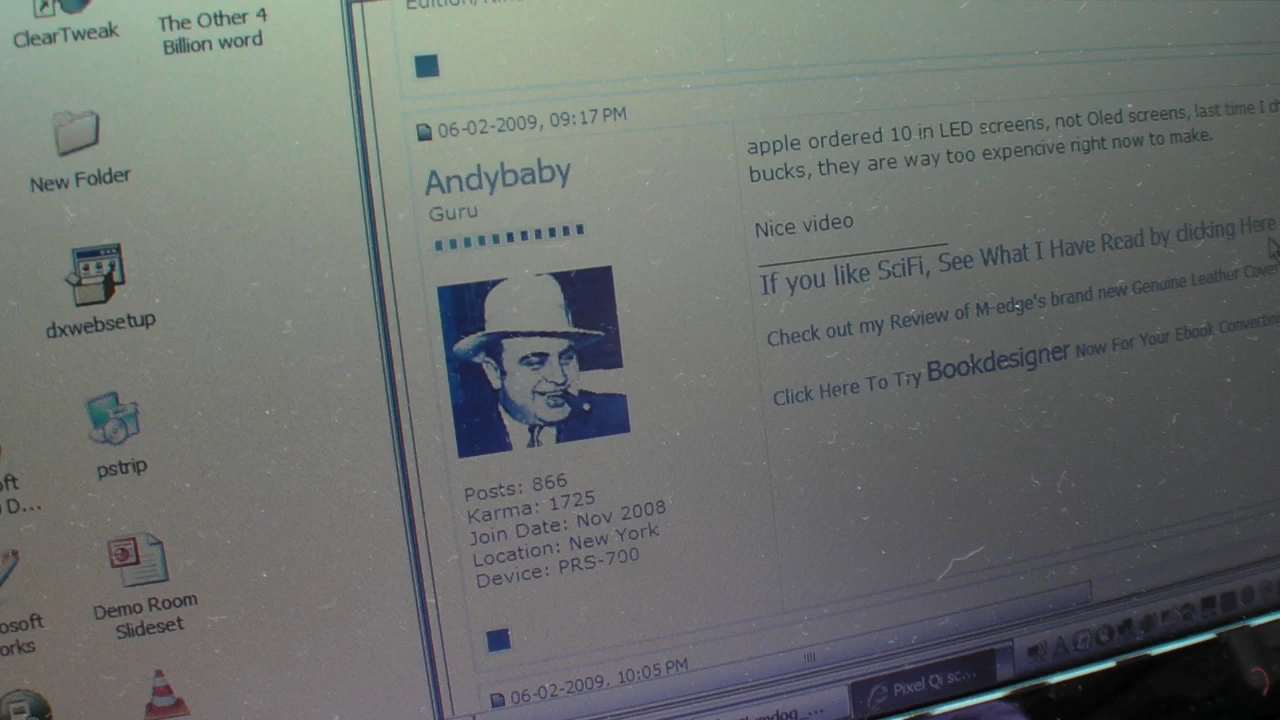 ClearTweak
The Other 4
Billion word
New Folder
dxwebsetup
pstrip
D...
Demo Room
Slideset
06-02-2009, 09:17 PM
Andybaby
Guru
Posts: 866
Karma: 1725
Join Date: Nov 2008
Location: New York
Device: PRS-700
apple ordered 10 in LED screens, not Oled screens, last time I
bucks, they are way too expencive right now to make.
Nice video
If you like SciFi, See What I Have Read by clicking Here
Check out my Review of M-edge's brand new Genuine Leather
Click Here To Try Bookdesigner Now For Your Ebook
06-02-2009, 10:05 PM
Pixel Qi sc...